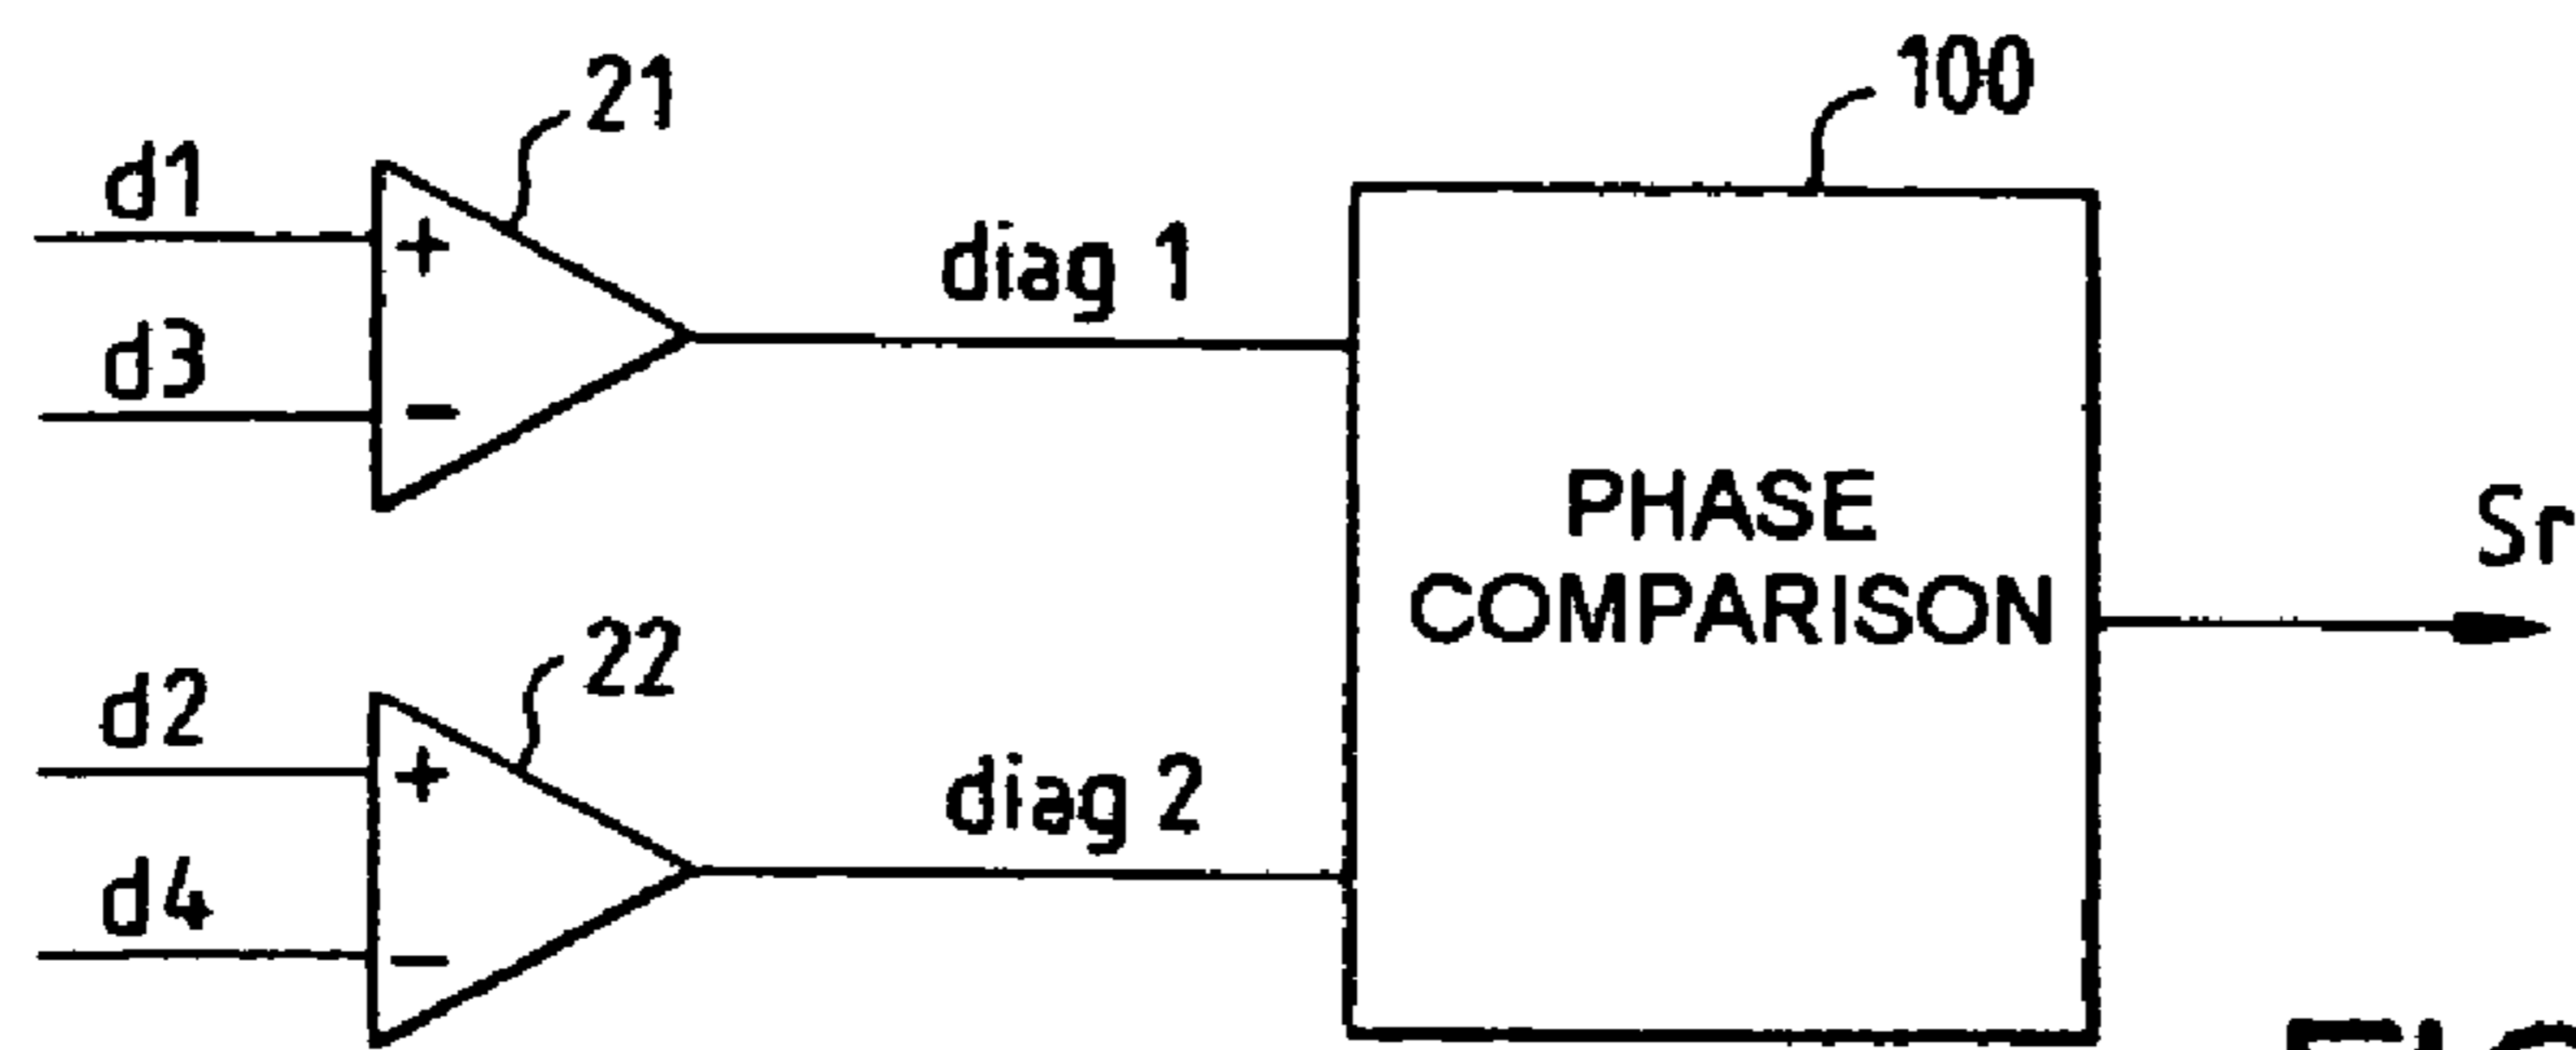 21
100
d1
+
diag 1
d3
-
PHASE
COMPARISON
Sr
22
d2
+
diag 2
d4
-